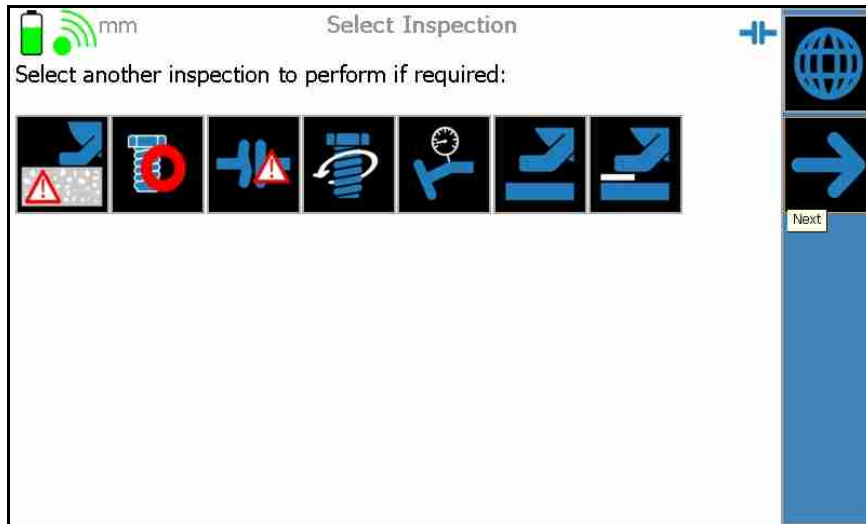 mm
Select Inspection
Select another inspection to perform if required:
Next